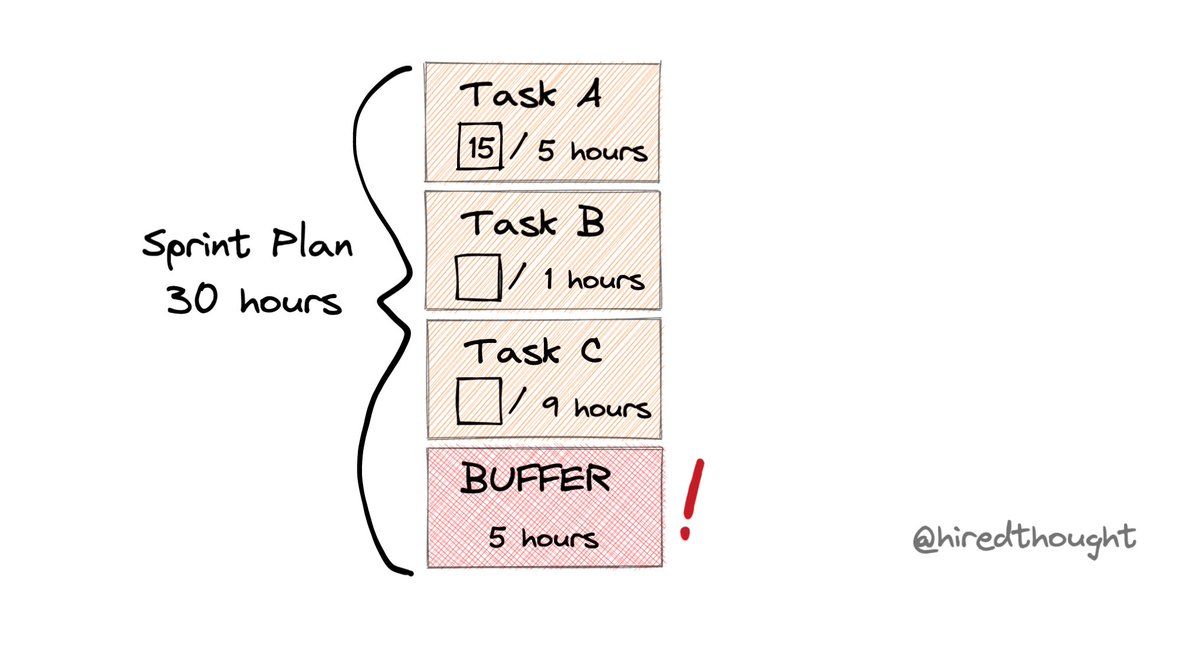 Sprint Plan
30 hours
Task A
15 / 5 hours
Task B
/ 1 hours
Task C
/ 9 hours
BUFFER
5 hours
!
@hiredthought